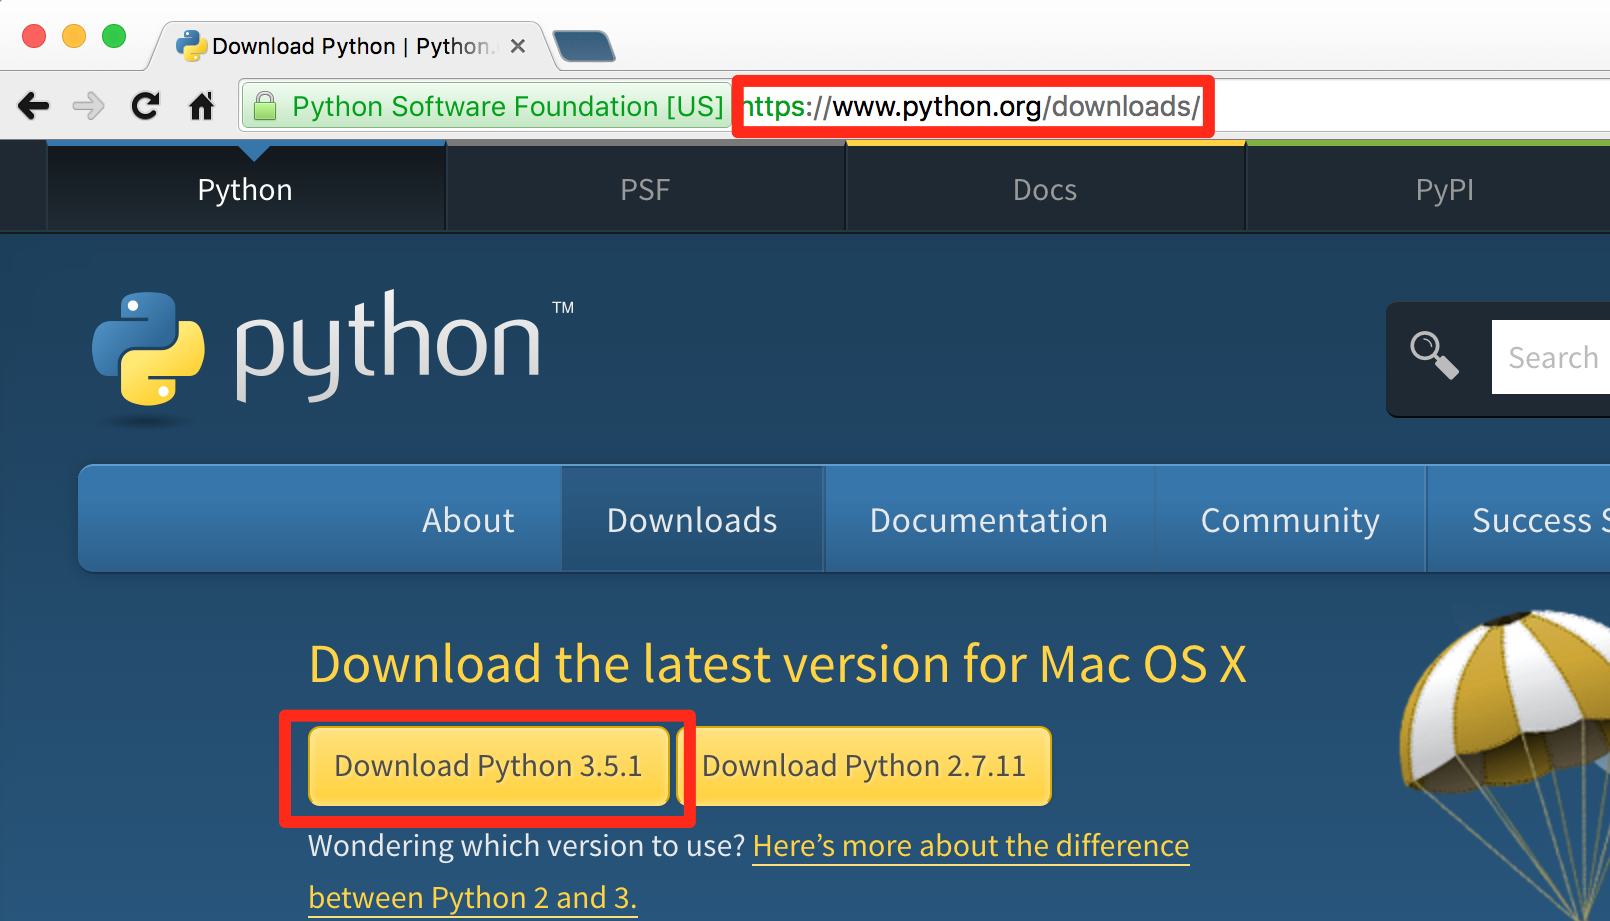 Download Python | Python.
Python Software Foundation [US] https://www.python.org/downloads/
Python PSF Docs PyPI
python TM
Search
About Downloads Documentation Community Success
Download the latest version for Mac OS X
Download Python 3.5.1 Download Python 2.7.11
Wondering which version to use? Here’s more about the difference
between Python 2 and 3.